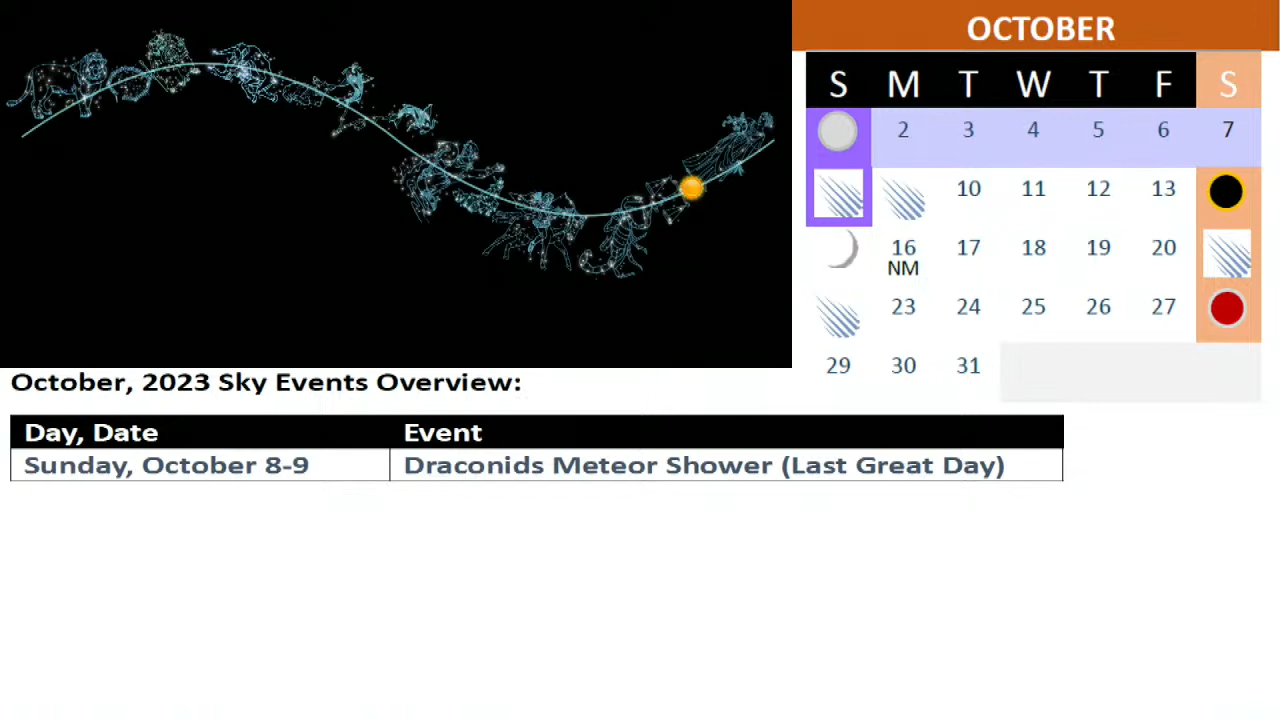 OCTOBER
S M T W T F S
2 3 4 5 6 7
10 11 12 13
16 17 18 19 20
NM
23 24 25 26 27
29 30 31
October, 2023 Sky Events Overview:
Day, Date Event
Sunday, October 8-9 Draconids Meteor Shower (Last Great Day)